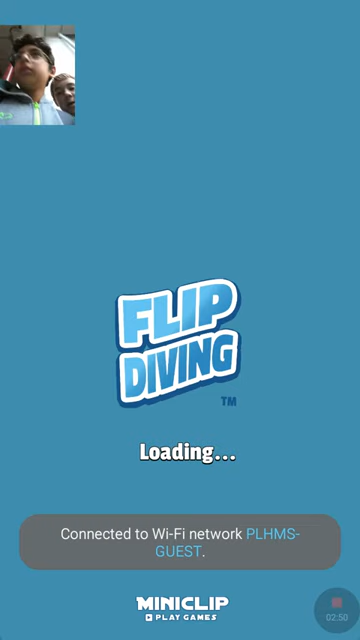 FLIP
DIVING
TM
Loading...
Connected to Wi-Fi network PLHMS-
GUEST.
MINICLIP
PLAY GAMES
02:50